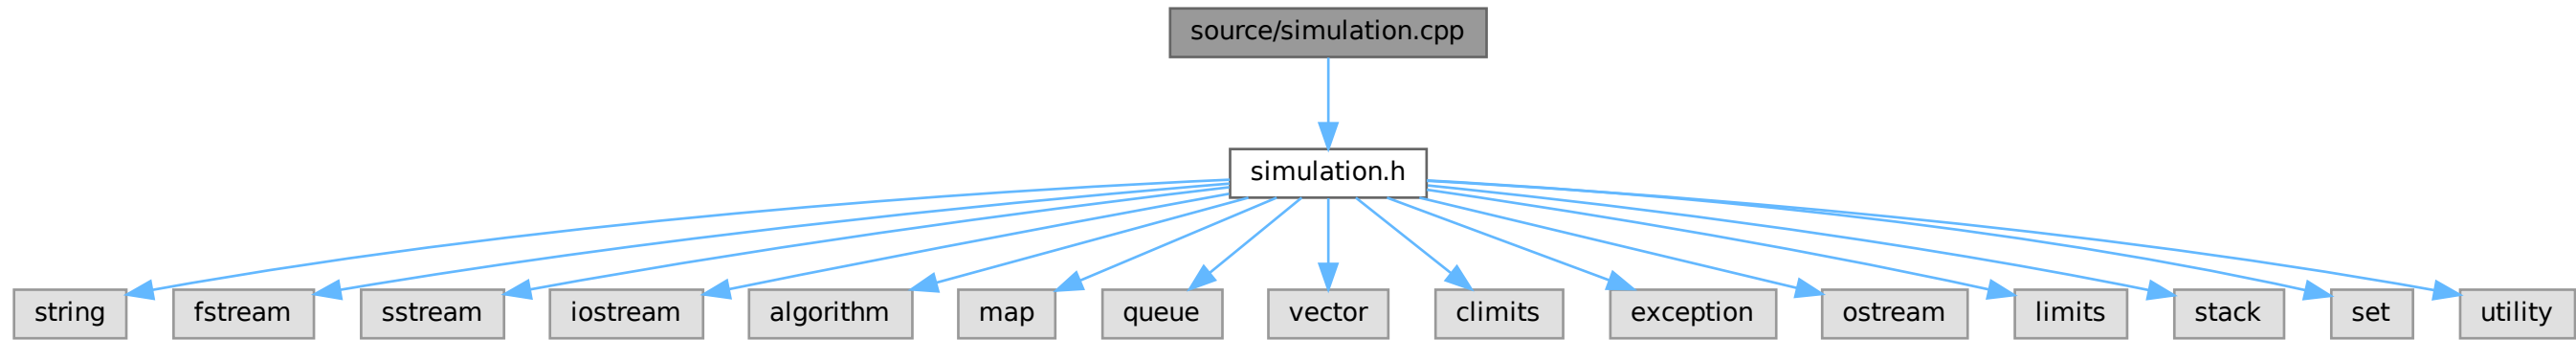 source/simulation.cpp
simulation.h
string
fstream
sstream
iostream
algorithm
map
queue
vector
climits
exception
ostream
limits
stack
set
utility